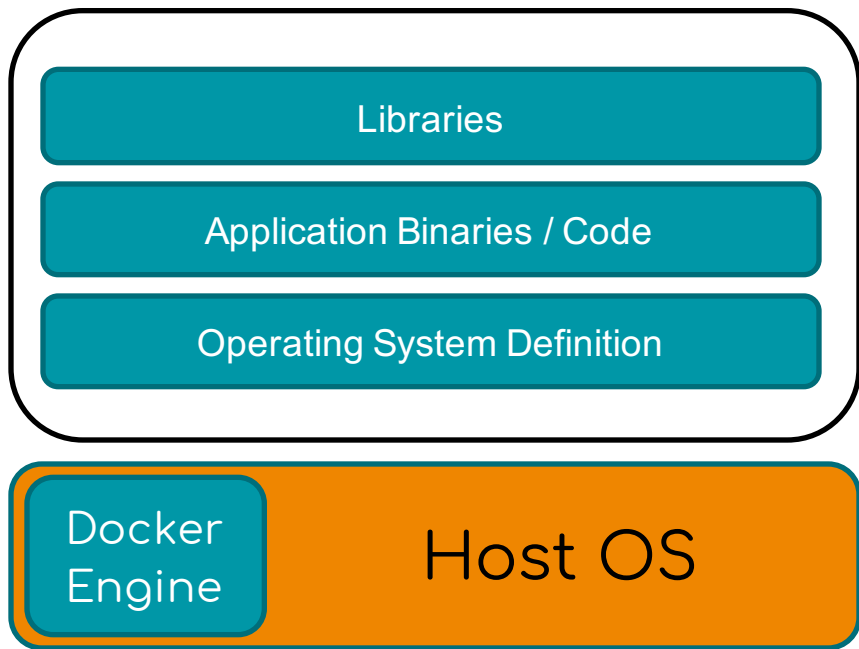 Libraries
Application Binaries / Code
Operating System Definition
Docker
Engine
Host OS